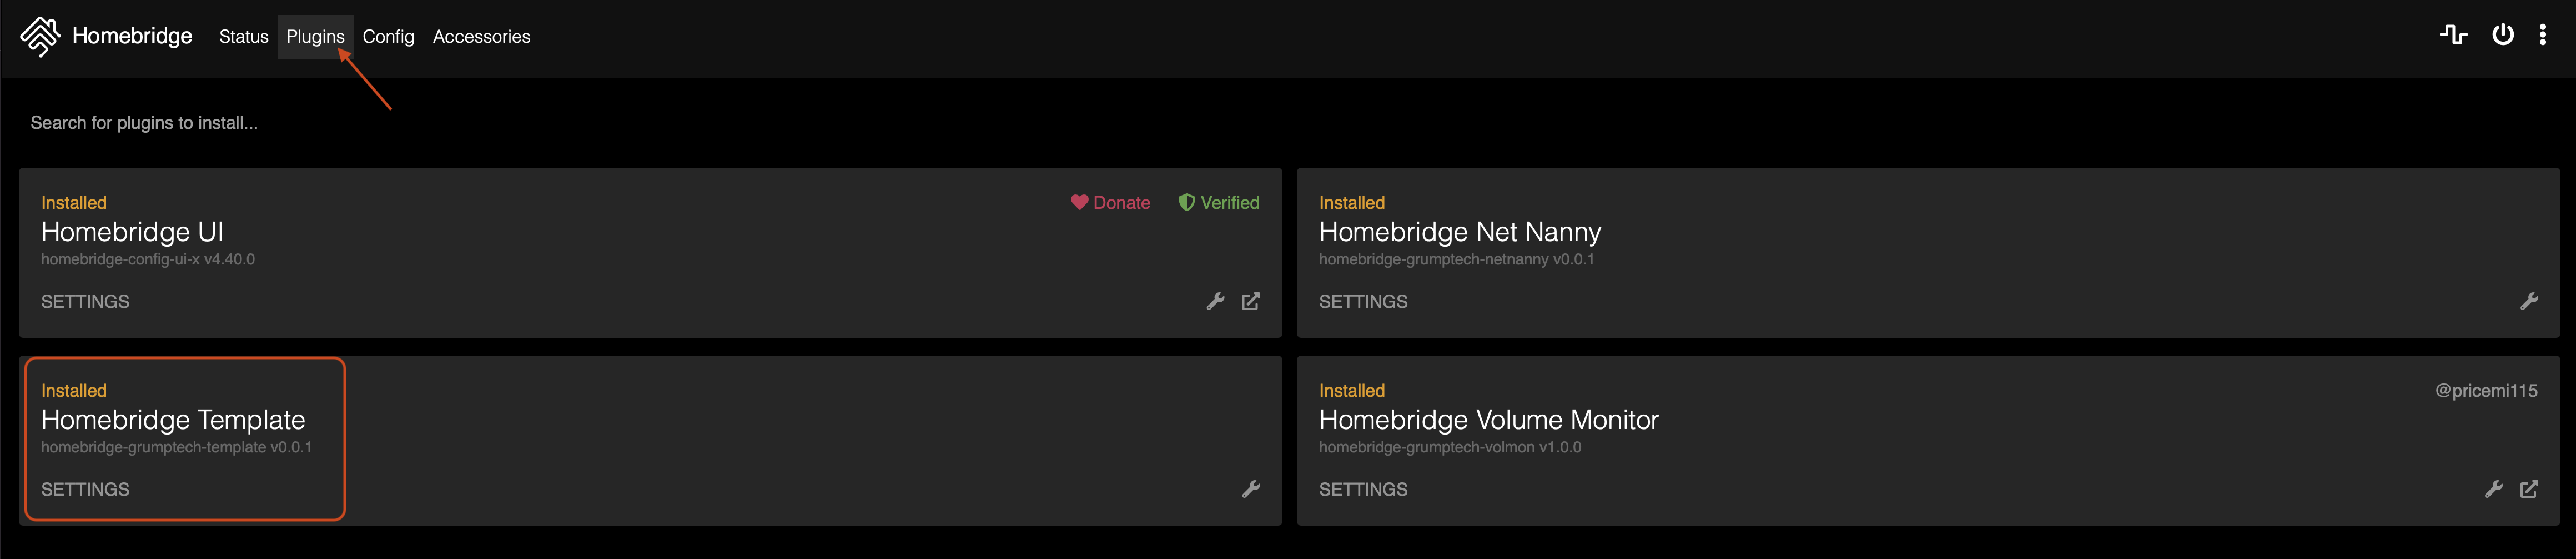 Homebridge Status Plugins Config Accessories
Search for plugins to install...
Installed Donate Verified
Homebridge UI
homebridge-config-ui-x v4.40.0
SETTINGS
Installed
Homebridge Net Nanny
homebridge-grumptech-netnanny v0.0.1
SETTINGS
Installed
Homebridge Template
homebridge-grumptech-template v0.0.1
SETTINGS
Installed @pricemi115
Homebridge Volume Monitor
homebridge-grumptech-volmon v1.0.0
SETTINGS